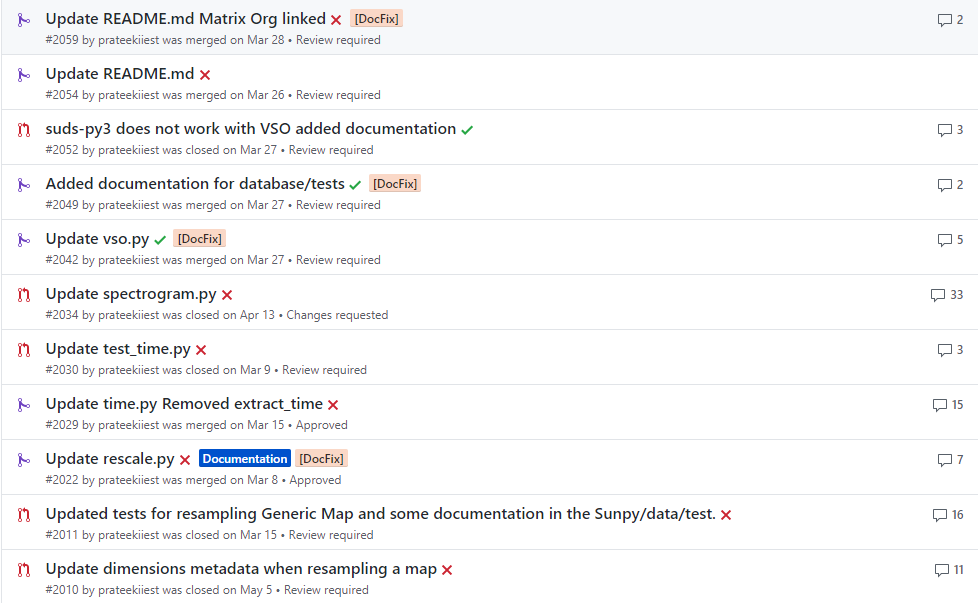 Update README.md Matrix Org linked [DocFix] 2
#2059 by prateekiiest was merged on Mar 28 • Review required
Update README.md
#2054 by prateekiiest was merged on Mar 26 • Review required
suds-py3 does not work with VSO added documentation 3
#2052 by prateekiiest was closed on Mar 27 • Review required
Added documentation for database/tests [DocFix] 2
#2049 by prateekiiest was merged on Mar 27 • Review required
Update vso.py [DocFix] 5
#2042 by prateekiiest was merged on Mar 27 • Review required
Update spectrogram.py 33
#2034 by prateekiiest was closed on Apr 13 • Changes requested
Update test_time.py 3
#2030 by prateekiiest was closed on Mar 9 • Review required
Update time.py Removed extract_time 15
#2029 by prateekiiest was merged on Mar 15 • Approved
Update rescale.py Documentation [DocFix] 7
#2022 by prateekiiest was merged on Mar 8 • Approved
Updated tests for resampling Generic Map and some documentation in the Sunpy/data/test. 16
#2011 by prateekiiest was closed on Mar 15 • Review required
Update dimensions metadata when resampling a map 11
#2010 by prateekiiest was closed on May 5 • Review required